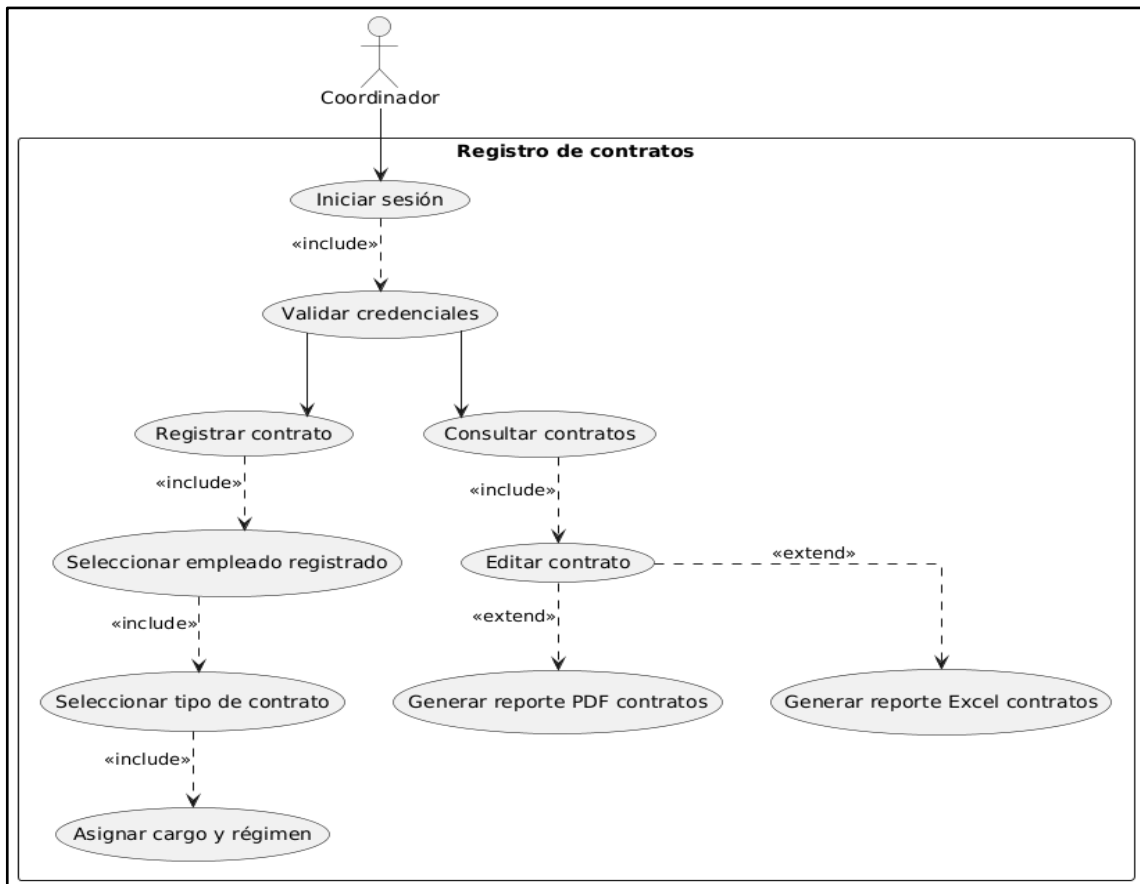 Coordinador
Registro de contratos
Iniciar sesión
«include»
Validar credenciales
Registrar contrato
Consultar contratos
«include»
«include»
Seleccionar empleado registrado
Editar contrato
«extend»
«include»
«extend»
Seleccionar tipo de contrato
Generar reporte PDF contratos
Generar reporte Excel contratos
«include»
Asignar cargo y régimen